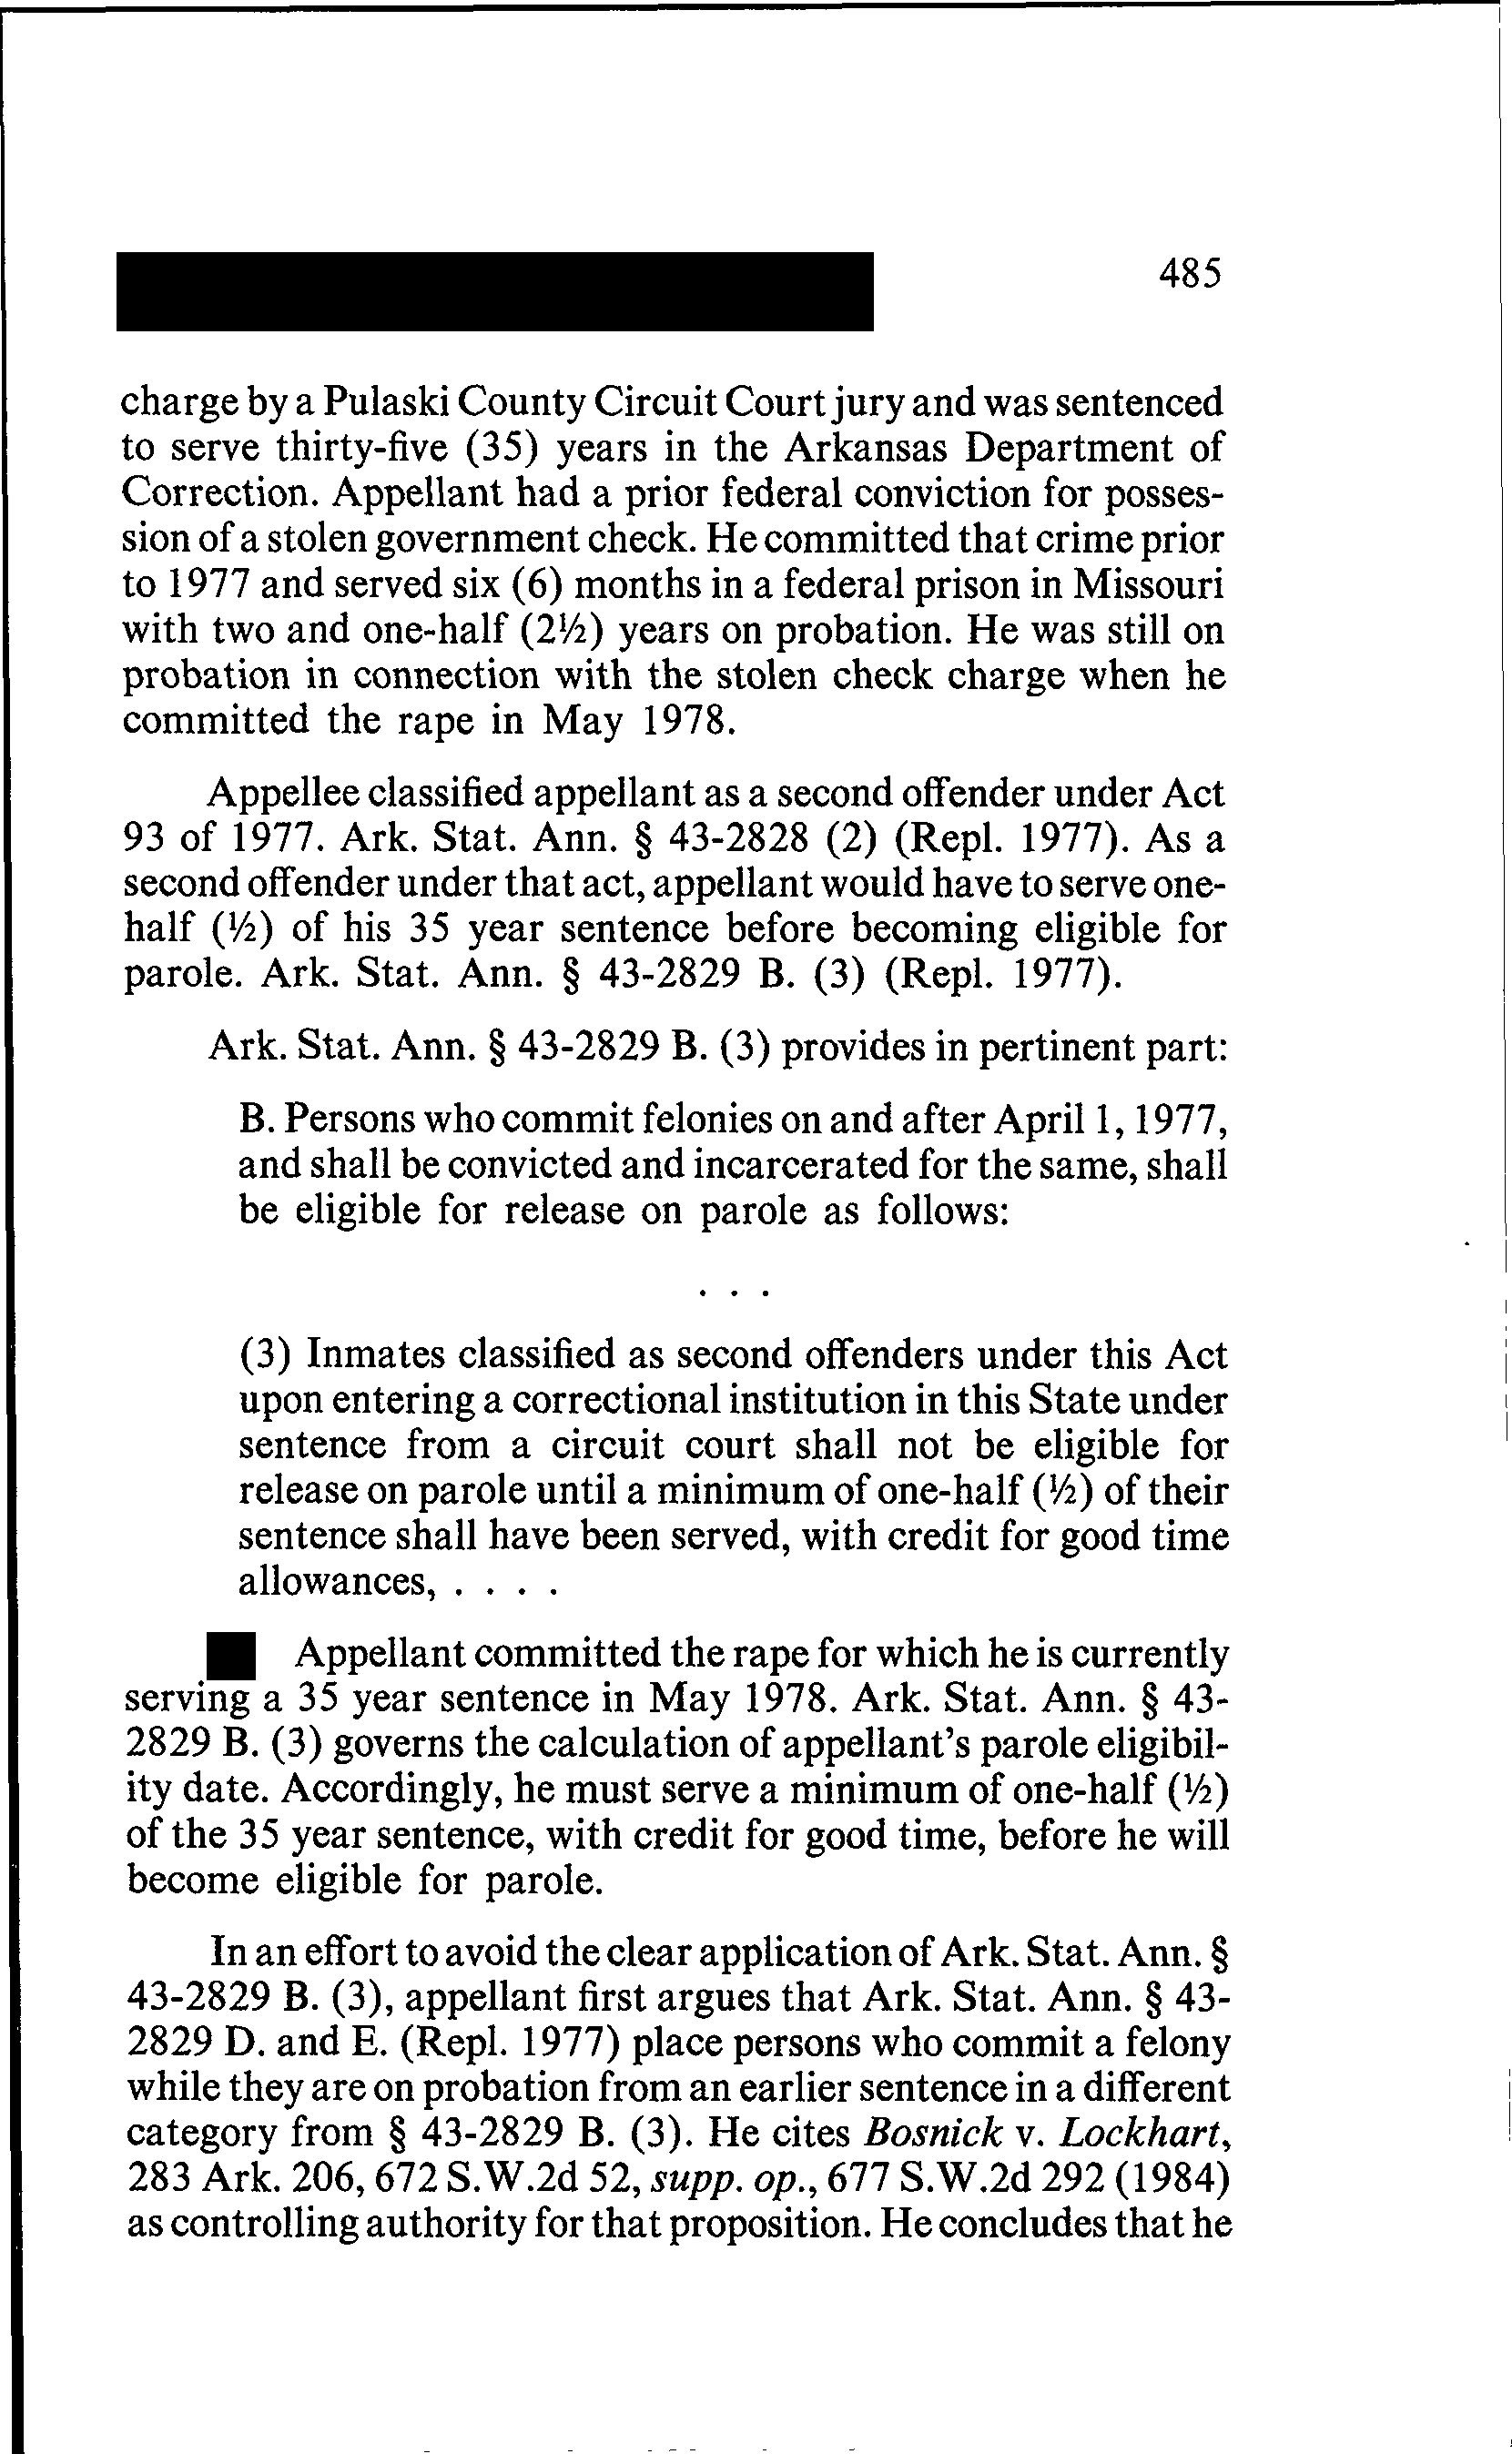 485
charge by a Pulaski County Circuit Court jury and was sentenced
to serve thirty-five (35) years in the Arkansas Department of
Correction. Appellant had a prior federal conviction for posses-
sion of a stolen government check. He committed that crime prior
to 1977 and served six (6) months in a federal prison in Missouri
with two and one-half (2½) years on probation. He was still on
probation in connection with the stolen check charge when he
committed the rape in May 1978.
Appellee classified appellant as a second offender under Act
93 of 1977. Ark. Stat. Ann. § 43-2828 (2) (Repl. 1977). As a
second offender under that act, appellant would have to serve one-
half (½) of his 35 year sentence before becoming eligible for
parole. Ark. Stat. Ann. § 43-2829 B. (3) (Repl. 1977).
Ark. Stat. Ann. § 43-2829 B. (3) provides in pertinent part:
B. Persons who commit felonies on and after April 1, 1977,
and shall be convicted and incarcerated for the same, shall
be eligible for release on parole as follows:
. . .
(3) Inmates classified as second offenders under this Act
upon entering a correctional institution in this State under
sentence from a circuit court shall not be eligible for
release on parole until a minimum of one-half (½) of their
sentence shall have been served, with credit for good time
allowances, . . . .
Appellant committed the rape for which he is currently
serving a 35 year sentence in May 1978. Ark. Stat. Ann. § 43-
2829 B. (3) governs the calculation of appellant's parole eligibil-
ity date. Accordingly, he must serve a minimum of one-half (½)
of the 35 year sentence, with credit for good time, before he will
become eligible for parole.
In an effort to avoid the clear application of Ark. Stat. Ann. §
43-2829 B. (3), appellant first argues that Ark. Stat. Ann. § 43-
2829 D. and E. (Repl. 1977) place persons who commit a felony
while they are on probation from an earlier sentence in a different
category from § 43-2829 B. (3). He cites Bosnick v. Lockhart,
283 Ark. 206, 672 S.W.2d 52, supp. op., 677 S.W.2d 292 (1984)
as controlling authority for that proposition. He concludes that he